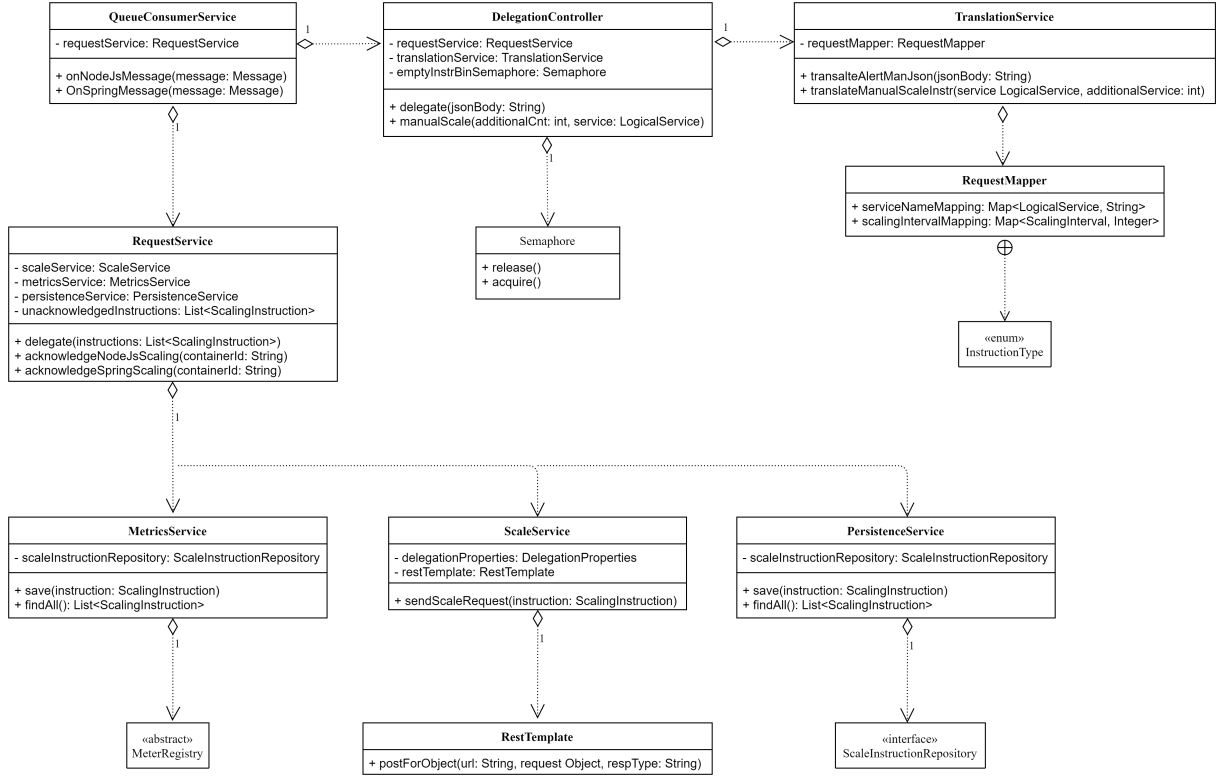 QueueConsumerService
- requestService: RequestService
+ onNodeJsMessage(message: Message)
+ OnSpringMessage(message: Message)
1
DelegationController
- requestService: RequestService
- translationService: TranslationService
- emptyInstrBinSemaphore: Semaphore
+ delegate(jsonBody: String)
+ manualScale(additionalCnt: int, service: LogicalService)
1
TranslationService
- requestMapper: RequestMapper
+ transalteAlertManJson(jsonBody: String)
+ translateManualScaleInstr(service LogicalService, additionalService: int)
1
1
RequestMapper
+ serviceNameMapping: Map<LogicalService, String>
+ scalingIntervalMapping: Map<ScalingInterval, Integer>
RequestService
- scaleService: ScaleService
- metricsService: MetricsService
- persistenceService: PersistenceService
- unacknowledgedInstructions: List<ScalingInstruction>
+ delegate(instructions: List<ScalingInstruction>)
+ acknowledgeNodeJsScaling(containerId: String)
+ acknowledgeSpringScaling(containerId: String)
Semaphore
+ release()
+ acquire()
«enum»
InstructionType
1
MetricsService
- scaleInstructionRepository: ScaleInstructionRepository
+ save(instruction: ScalingInstruction)
+ findAll(): List<ScalingInstruction>
ScaleService
- delegationProperties: DelegationProperties
- restTemplate: RestTemplate
+ sendScaleRequest(instruction: ScalingInstruction)
PersistenceService
- scaleInstructionRepository: ScaleInstructionRepository
+ save(instruction: ScalingInstruction)
+ findAll(): List<ScalingInstruction>
1
1
1
«abstract»
MeterRegistry
RestTemplate
+ postForObject(url: String, request Object, respType: String)
«interface»
ScaleInstructionRepository